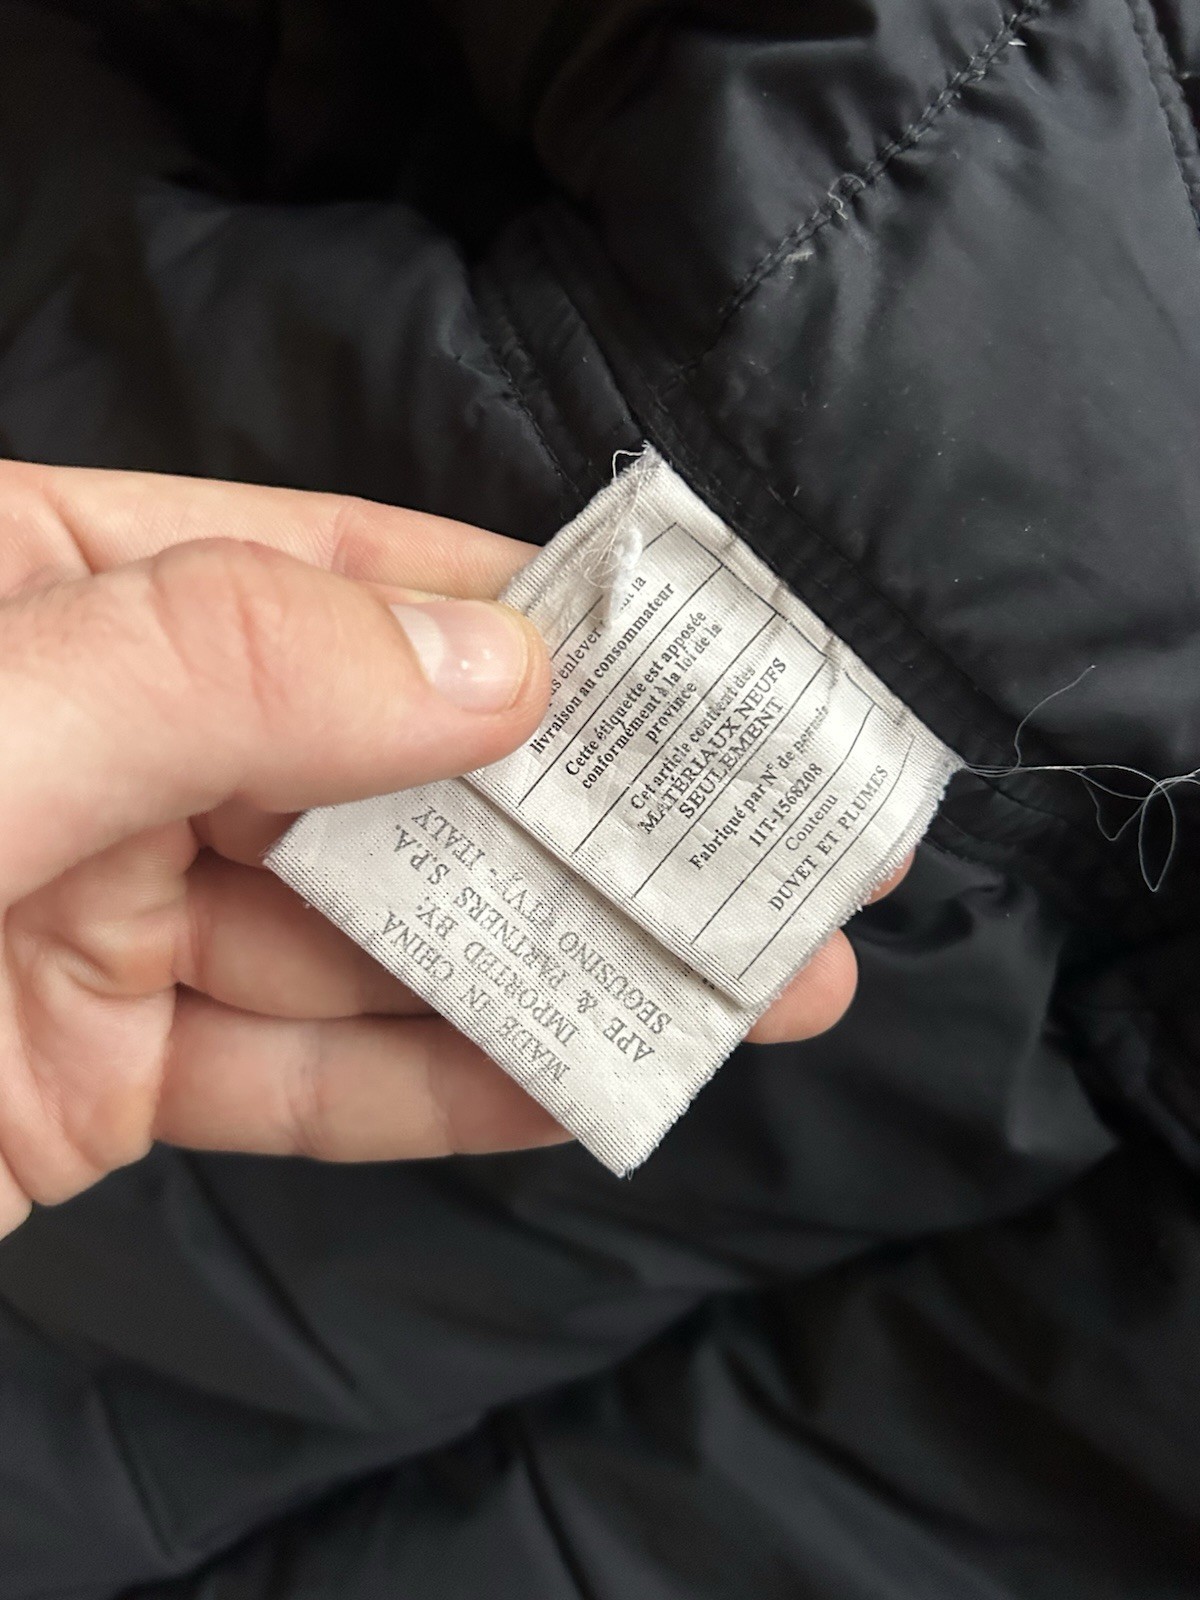 enlever
livraison au consommateur
Cette étiquette est apposée
conformément à la loi de la
province
Cet article contient des
MATÉRIAUX NEUFS
SEULEMENT
Fabriqué par N° de permis
11T-1568208
Contenu
DUVET ET PLUMES
MADE IN CHINA
IMPORTED BY:
APE & PARTNERS S.P.A.
SEGUSINO (TV) - ITALY